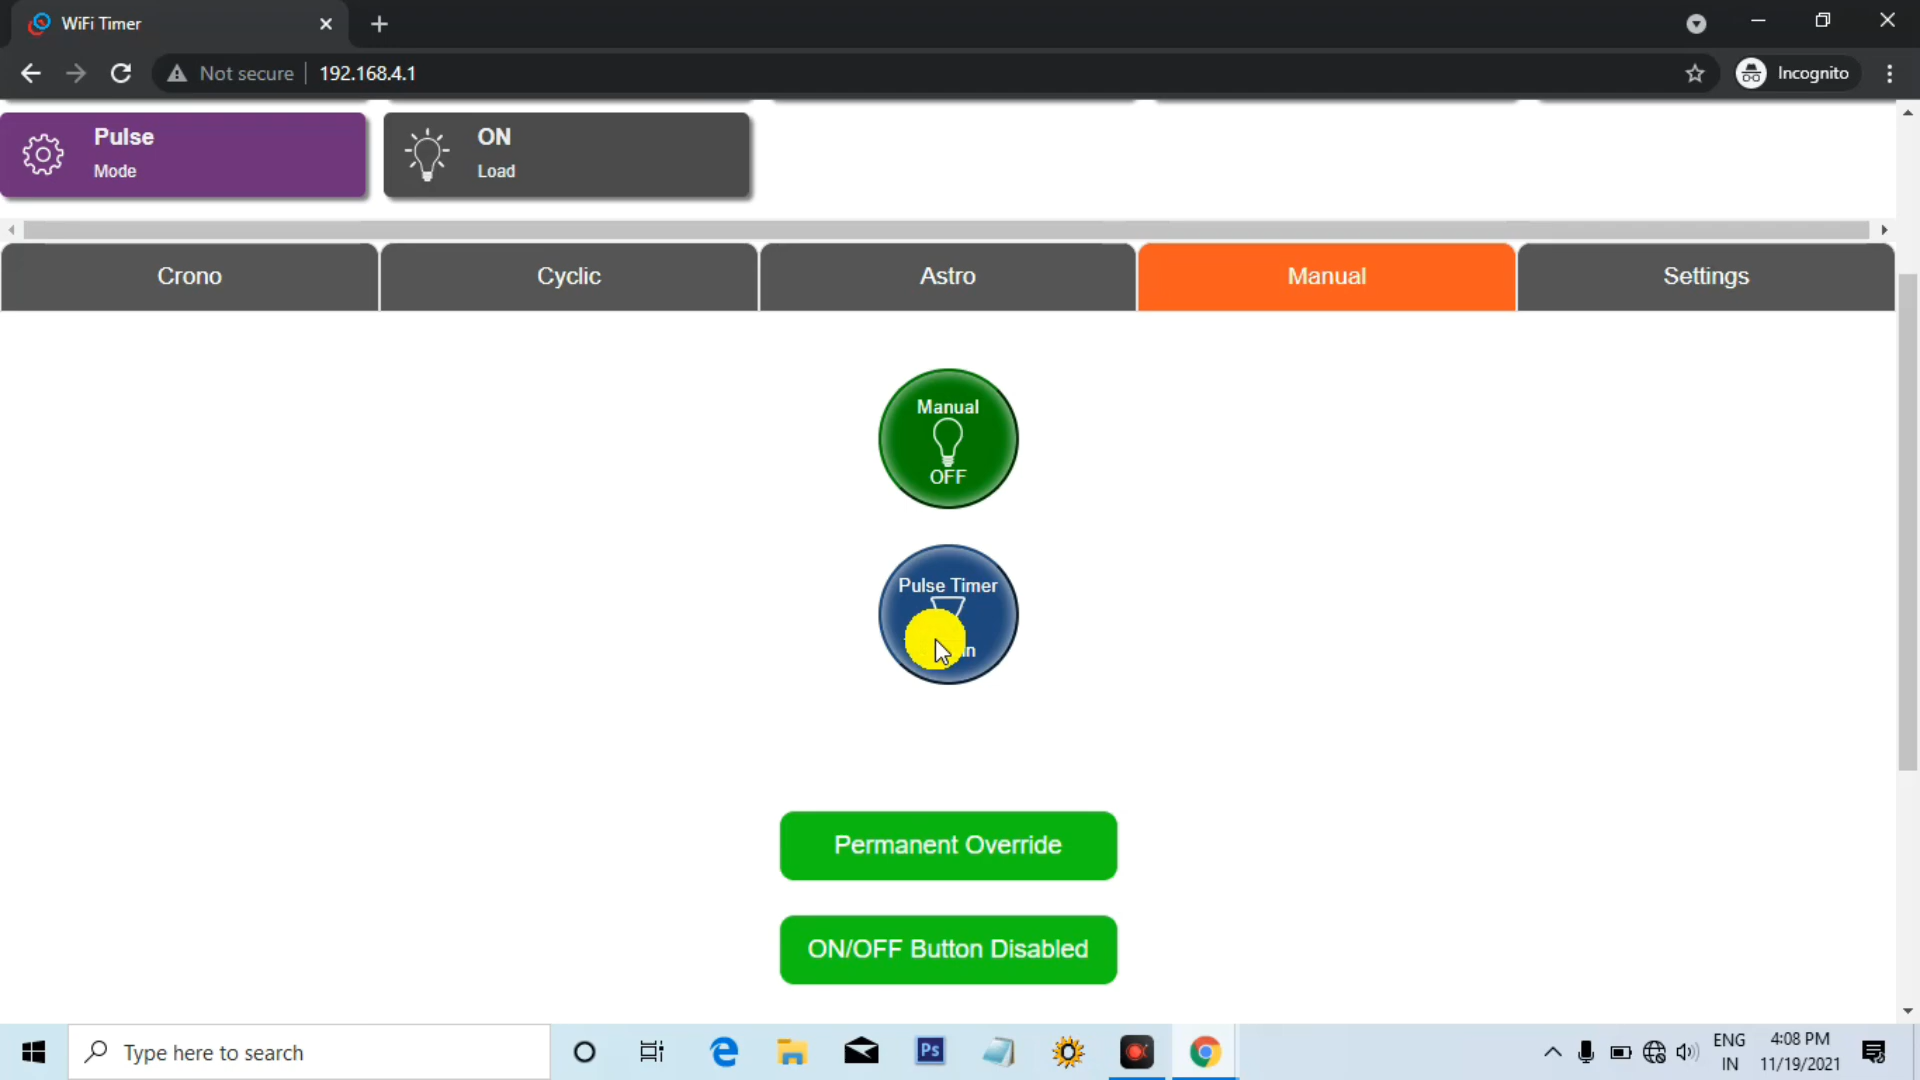 WiFi Timer
Not secure
192.168.4.1
Incognito
Pulse
Mode
ON
Load
Crono
Cyclic
Astro
Manual
Settings
Manual
OFF
Pulse Timer
Permanent Override
ON/OFF Button Disabled
Type here to search
Ps
ENG
IN
4:08 PM
11/19/2021